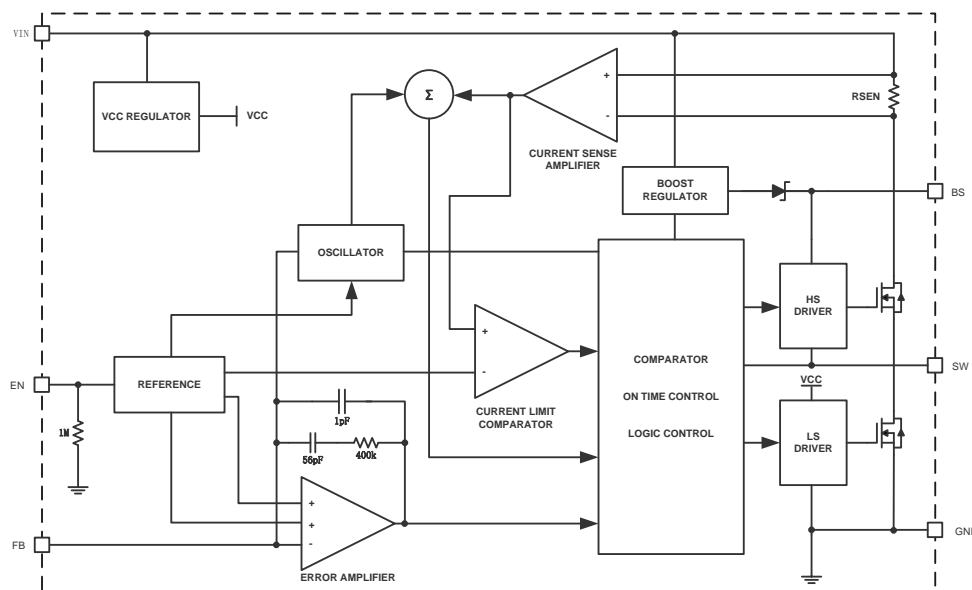 VIN
VCC REGULATOR
VCC
Σ
+
-
CURRENT SENSE
AMPLIFIER
RSEN
BOOST
REGULATOR
BS
OSCILLATOR
HS
DRIVER
+
-
CURRENT LIMIT
COMPARATOR
COMPARATOR
ON TIME CONTROL
LOGIC CONTROL
SW
VCC
LS
DRIVER
EN
REFERENCE
1M
1pF
56pF
400k
+
+
-
ERROR AMPLIFIER
FB
GN